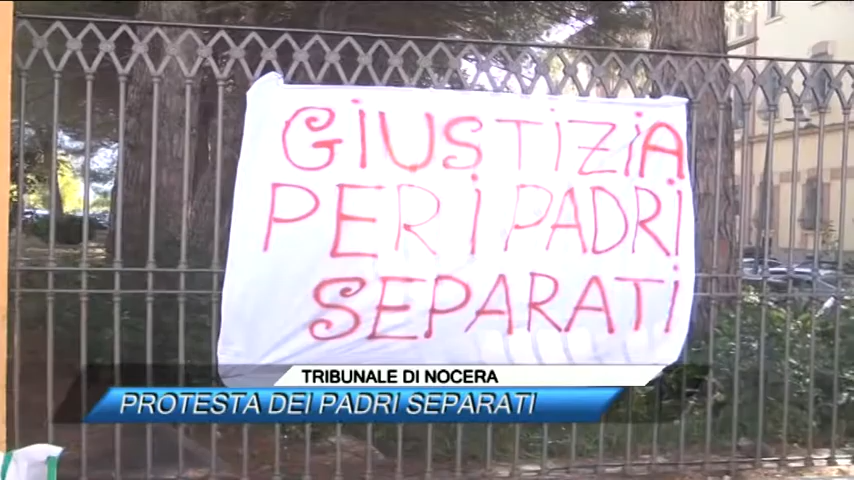 GIUSTIZIA
PER I PADRI
SEPARATI
TRIBUNALE DI NOCERA
PROTESTA DEI PADRI SEPARATI